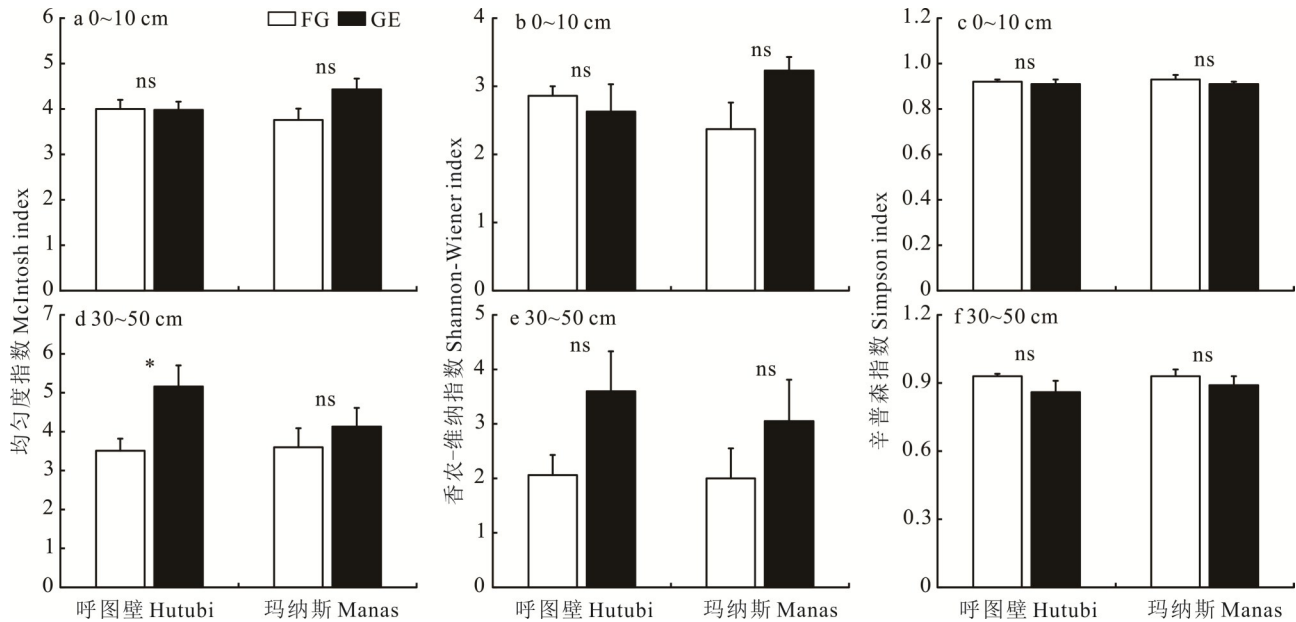 FG GE
a 0~10 cm
ns
ns
6
5
4
3
2
1
0
b 0~10 cm
ns
ns
4
3
2
1
0
c 0~10 cm
ns
ns
1.2
1.0
0.8
0.6
0.4
0.2
0
均匀度指数 McIntosh index
香农-维纳指数 Shannon-Wiener index
辛普森指数 Simpson index
d 30~50 cm
*
ns
7
6
5
4
3
2
1
0
呼图壁 Hutubi
玛纳斯 Manas
e 30~50 cm
ns
ns
5
4
3
2
1
0
呼图壁 Hutubi
玛纳斯 Manas
f 30~50 cm
ns
ns
1.2
0.9
0.6
0.3
0
呼图壁 Hutubi
玛纳斯 Manas